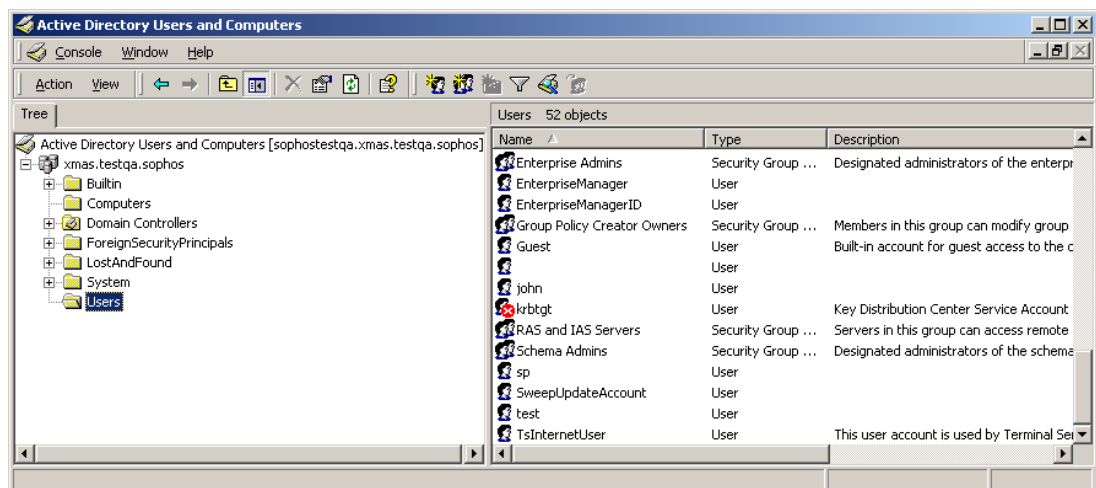 Active Directory Users and Computers
Console Window Help
Action View
Tree
Users 52 objects
Active Directory Users and Computers [sophostestqa.xmas.testqa.sophos]
xmas.testqa.sophos
Builtin
Computers
Domain Controllers
ForeignSecurityPrincipals
LostAndFound
System
Users
Name Type Description
Enterprise Admins Security Group ... Designated administrators of the enterpr
EnterpriseManager User
EnterpriseManagerID User
Group Policy Creator Owners Security Group ... Members in this group can modify group
Guest User Built-in account for guest access to the c
User
john User
krbtgt User Key Distribution Center Service Account
RAS and IAS Servers Security Group ... Servers in this group can access remote
Schema Admins Security Group ... Designated administrators of the schema
sp User
SweepUpdateAccount User
test User
TsInternetUser User This user account is used by Terminal Ser